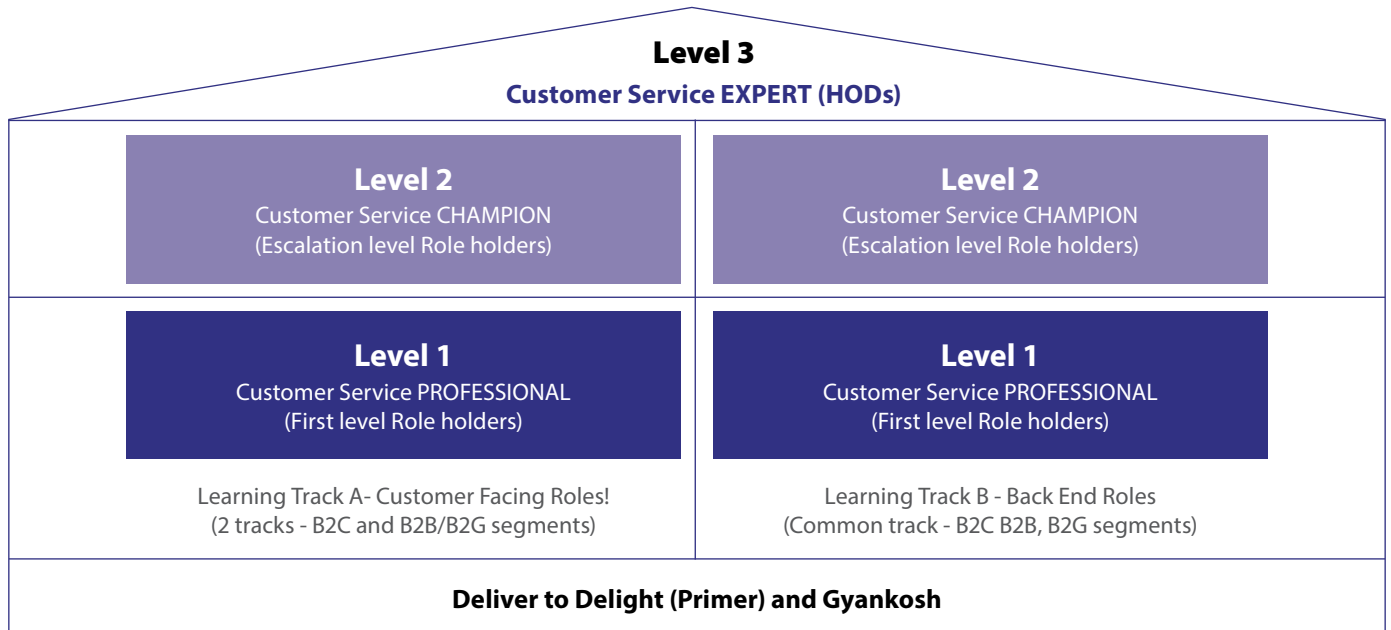 Level 3
Customer Service EXPERT (HODs)
Level 2
Customer Service CHAMPION
(Escalation level Role holders)
Level 2
Customer Service CHAMPION
(Escalation level Role holders)
Level 1
Customer Service PROFESSIONAL
(First level Role holders)
Level 1
Customer Service PROFESSIONAL
(First level Role holders)
Learning Track A- Customer Facing Roles!
(2 tracks - B2C and B2B/B2G segments)
Learning Track B - Back End Roles
(Common track - B2C B2B, B2G segments)
Deliver to Delight (Primer) and Gyankosh